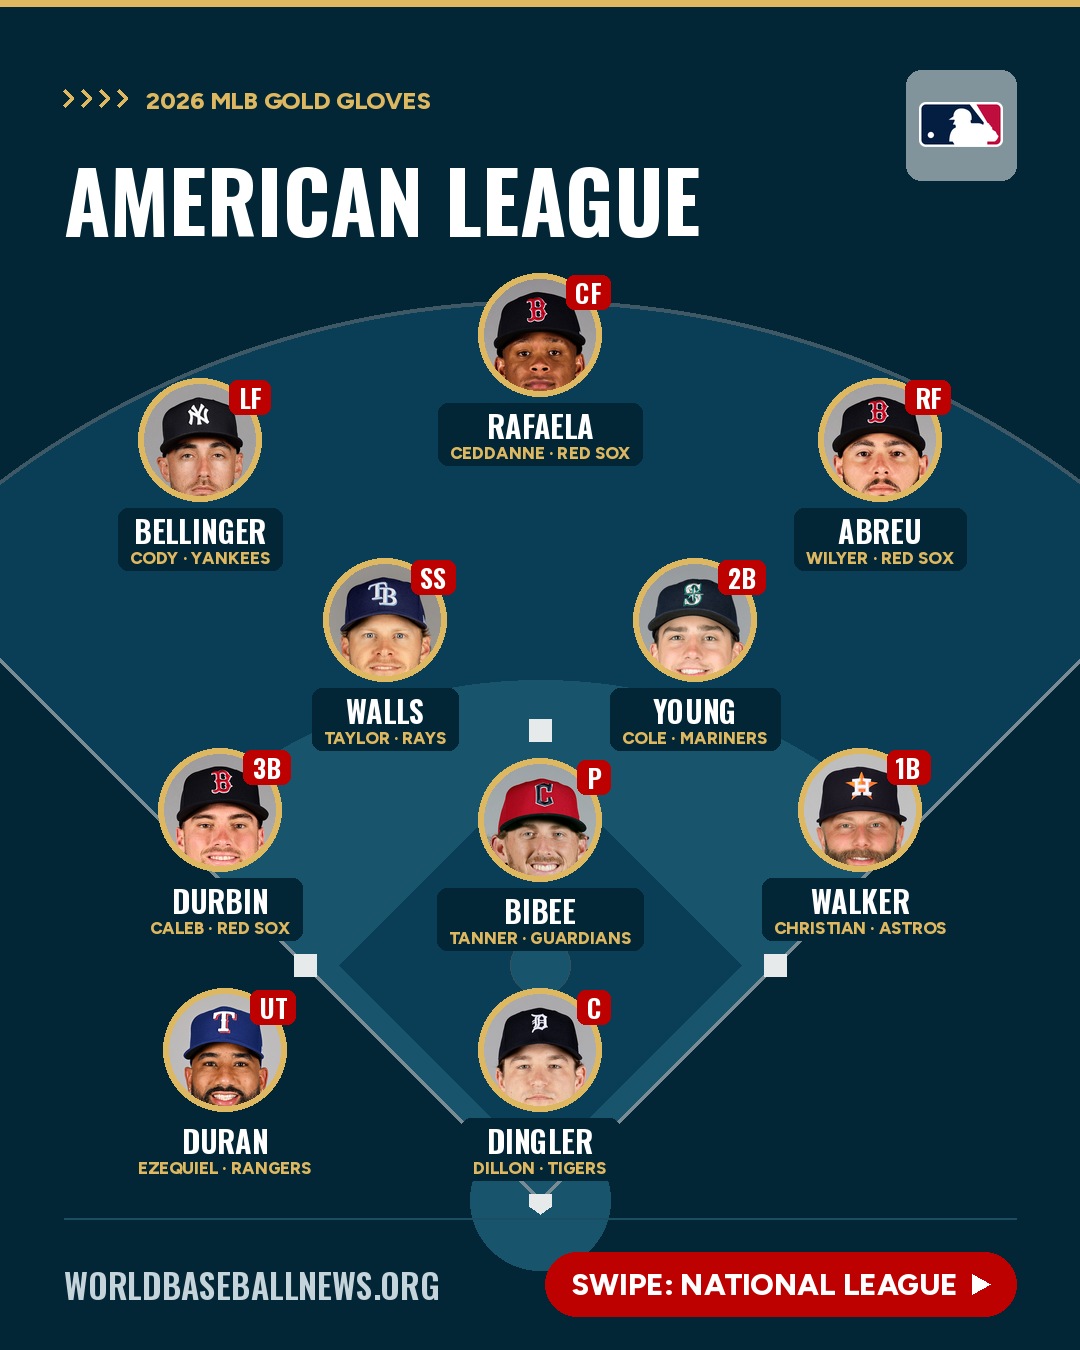 2026 MLB GOLD GLOVES
AMERICAN LEAGUE
CF
B
RAFAELA
CEDDANNE · RED SOX
LF
NY
BELLINGER
CODY · YANKEES
RF
B
ABREU
WILYER · RED SOX
SS
TB
WALLS
TAYLOR · RAYS
2B
S
YOUNG
COLE · MARINERS
3B
B
DURBIN
CALEB · RED SOX
P
C
BIBEE
TANNER · GUARDIANS
1B
H
WALKER
CHRISTIAN · ASTROS
UT
T
DURAN
EZEQUIEL · RANGERS
C
D
DINGLER
DILLON · TIGERS
WORLDBASEBALLNEWS.ORG
SWIPE: NATIONAL LEAGUE